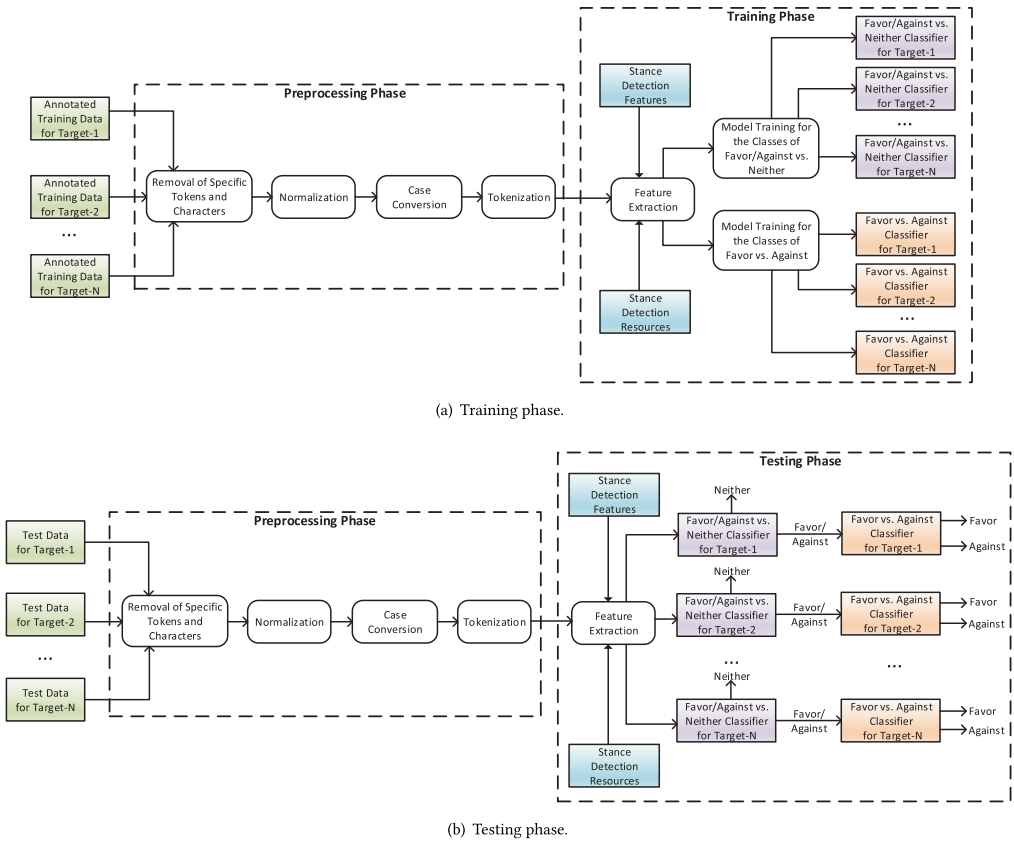 Training Phase
Preprocessing Phase
Annotated
Training Data
for Target-1
Annotated
Training Data
for Target-2
...
Annotated
Training Data
for Target-N
Removal of Specific
Tokens and
Characters
Normalization
Case
Conversion
Tokenization
Stance
Detection
Features
Feature
Extraction
Stance
Detection
Resources
Model Training for
the Classes of
Favor/Against vs.
Neither
Model Training for
the Classes of
Favor vs. Against
Favor/Against vs.
Neither Classifier
for Target-1
Favor/Against vs.
Neither Classifier
for Target-2
...
Favor/Against vs.
Neither Classifier
for Target-N
Favor vs. Against
Classifier
for Target-1
Favor vs. Against
Classifier
for Target-2
...
Favor vs. Against
Classifier
for Target-N
(a) Training phase.
Testing Phase
Preprocessing Phase
Test Data
for Target-1
Test Data
for Target-2
...
Test Data
for Target-N
Removal of Specific
Tokens and
Characters
Normalization
Case
Conversion
Tokenization
Stance
Detection
Features
Feature
Extraction
Stance
Detection
Resources
Neither
Favor/Against vs.
Neither Classifier
for Target-1
Favor/
Against
Favor vs. Against
Classifier
for Target-1
Favor
Against
Neither
Favor/Against vs.
Neither Classifier
for Target-2
Favor/
Against
Favor vs. Against
Classifier
for Target-2
Favor
Against
...
...
Neither
Favor/Against vs.
Neither Classifier
for Target-N
Favor/
Against
Favor vs. Against
Classifier
for Target-N
Favor
Against
(b) Testing phase.